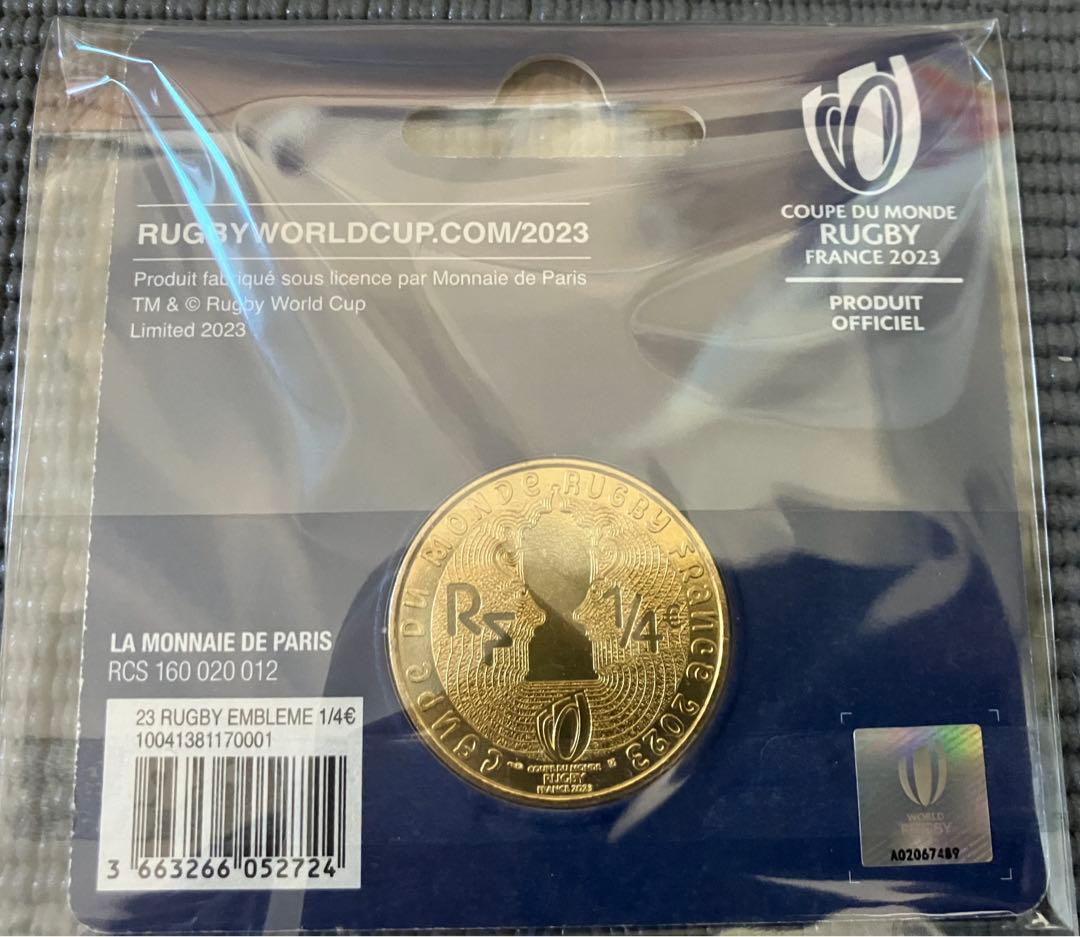 COUPE DU MONDE
RUGBY
FRANCE 2023
PRODUIT
OFFICIEL
RUGBYWORLDCUP.COM/2023
Produit fabriqué sous licence par Monnaie de Paris
TM & © Rugby World Cup
Limited 2023
COUPE DU MONDE RUGBY FRANCE 2023
RF 1/4
COUPE DU MONDE
RUGBY
FRANCE 2023
LA MONNAIE DE PARIS
RCS 160 020 012
23 RUGBY EMBLEME 1/4€
10041381170001
3 663266 052724
WORLD
RUGBY
A02067489